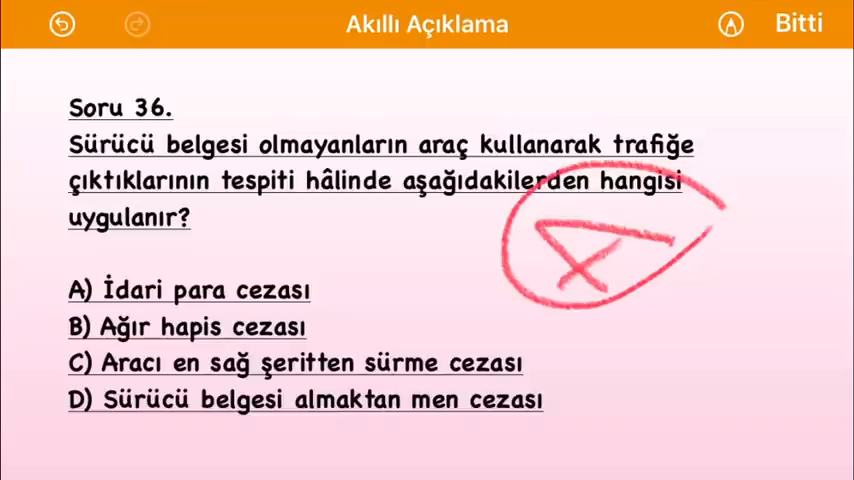 Akıllı Açıklama
Bitti
Soru 36.
Sürücü belgesi olmayanların araç kullanarak trafiğe
çıktıklarının tespiti hâlinde aşağıdakilerden hangisi
uygulanır?
A
A) İdari para cezası
B) Ağır hapis cezası
C) Aracı en sağ şeritten sürme cezası
D) Sürücü belgesi almaktan men cezası